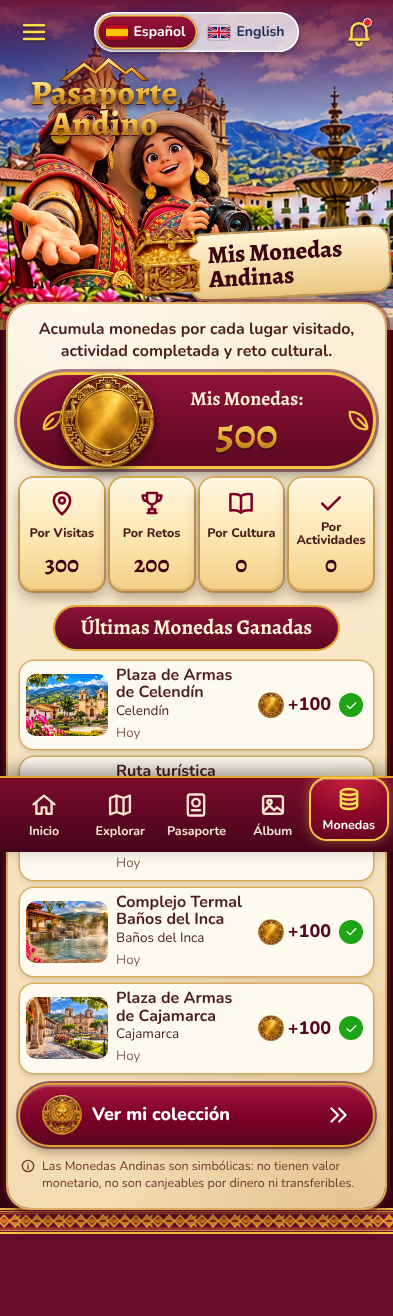 Español
English
Pasaporte
Andino
Mis Monedas
Andinas
Acumula monedas por cada lugar visitado,
actividad completada y reto cultural.
Mis Monedas:
500
Por Visitas
300
Por Retos
200
Por Cultura
0
Por
Actividades
0
Últimas Monedas Ganadas
Plaza de Armas
de Celendín
Celendín
Hoy
+100
Ruta turística
Inicio
Explorar
Pasaporte
Álbum
Monedas
Hoy
Complejo Termal
Baños del Inca
Baños del Inca
Hoy
+100
Plaza de Armas
de Cajamarca
Cajamarca
Hoy
+100
Ver mi colección
Las Monedas Andinas son simbólicas: no tienen valor
monetario, no son canjeables por dinero ni transferibles.